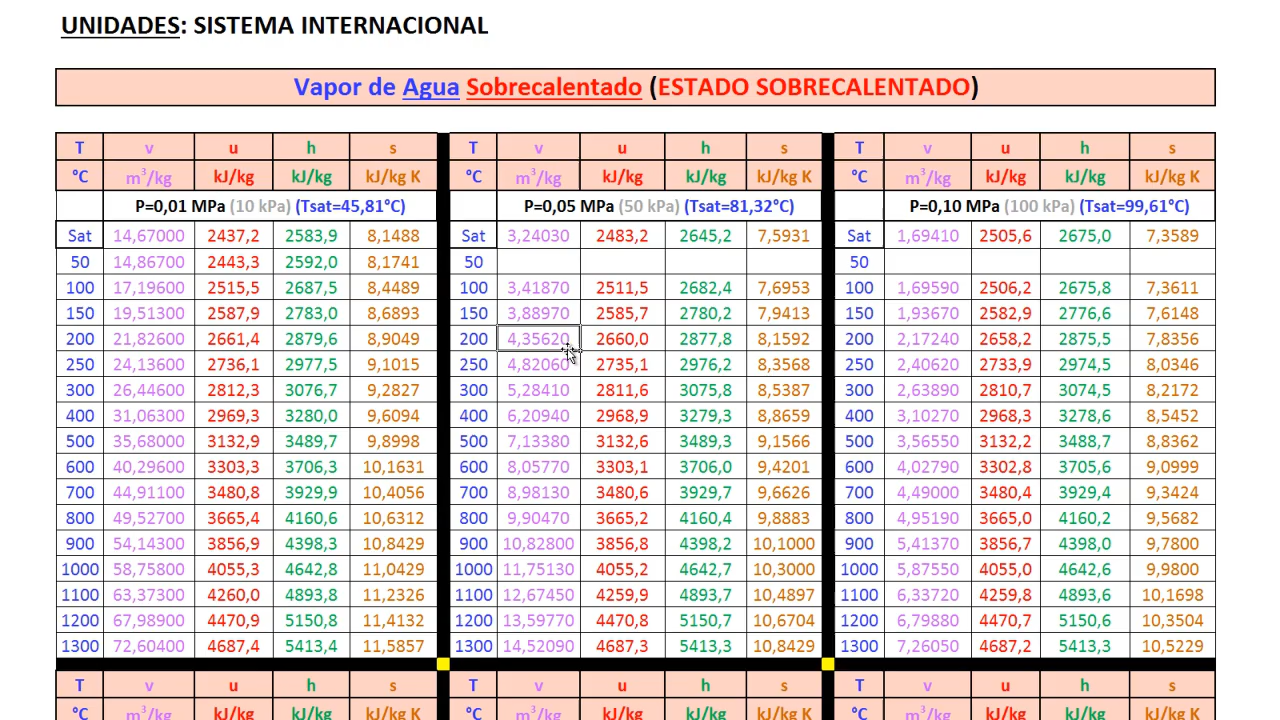 UNIDADES: SISTEMA INTERNACIONAL
Vapor de Agua Sobrecalentado (ESTADO SOBRECALENTADO)
T v u h s T v u h s T v u h s
°C m³/kg kJ/kg kJ/kg kJ/kg K °C m³/kg kJ/kg kJ/kg kJ/kg K °C m³/kg kJ/kg kJ/kg kJ/kg K
P=0,01 MPa (10 kPa) (Tsat=45,81°C) P=0,05 MPa (50 kPa) (Tsat=81,32°C) P=0,10 MPa (100 kPa) (Tsat=99,61°C)
Sat 14,67000 2437,2 2583,9 8,1488 Sat 3,24030 2483,2 2645,2 7,5931 Sat 1,69410 2505,6 2675,0 7,3589
50 14,86700 2443,3 2592,0 8,1741 50 50
100 17,19600 2515,5 2687,5 8,4489 100 3,41870 2511,5 2682,4 7,6953 100 1,69590 2506,2 2675,8 7,3611
150 19,51300 2587,9 2783,0 8,6893 150 3,88970 2585,7 2780,2 7,9413 150 1,93670 2582,9 2776,6 7,6148
200 21,82600 2661,4 2879,6 8,9049 200 4,35620 2660,0 2877,8 8,1592 200 2,17240 2658,2 2875,5 7,8356
250 24,13600 2736,1 2977,5 9,1015 250 4,82060 2735,1 2976,2 8,3568 250 2,40620 2733,9 2974,5 8,0346
300 26,44600 2812,3 3076,7 9,2827 300 5,28410 2811,6 3075,8 8,5387 300 2,63890 2810,7 3074,5 8,2172
400 31,06300 2969,3 3280,0 9,6094 400 6,20940 2968,9 3279,3 8,8659 400 3,10270 2968,3 3278,6 8,5452
500 35,68000 3132,9 3489,7 9,8998 500 7,13380 3132,6 3489,3 9,1566 500 3,56550 3132,2 3488,7 8,8362
600 40,29600 3303,3 3706,3 10,1631 600 8,05770 3303,1 3706,0 9,4201 600 4,02790 3302,8 3705,6 9,0999
700 44,91100 3480,8 3929,9 10,4056 700 8,98130 3480,6 3929,7 9,6626 700 4,49000 3480,4 3929,4 9,3424
800 49,52700 3665,4 4160,6 10,6312 800 9,90470 3665,2 4160,4 9,8883 800 4,95190 3665,0 4160,2 9,5682
900 54,14300 3856,9 4398,3 10,8429 900 10,82800 3856,8 4398,2 10,1000 900 5,41370 3856,7 4398,0 9,7800
1000 58,75800 4055,3 4642,8 11,0429 1000 11,75130 4055,2 4642,7 10,3000 1000 5,87550 4055,0 4642,6 9,9800
1100 63,37300 4260,0 4893,8 11,2326 1100 12,67450 4259,9 4893,7 10,4897 1100 6,33720 4259,8 4893,6 10,1698
1200 67,98900 4470,9 5150,8 11,4132 1200 13,59770 4470,8 5150,7 10,6704 1200 6,79880 4470,7 5150,6 10,3504
1300 72,60400 4687,4 5413,4 11,5857 1300 14,52090 4687,3 5413,3 10,8429 1300 7,26050 4687,2 5413,3 10,5229
T v u h s T v u h s T v u h s
°C m³/kg kJ/kg kJ/kg kJ/kg K °C m³/kg kJ/kg kJ/kg kJ/kg K °C m³/kg kJ/kg kJ/kg kJ/kg K